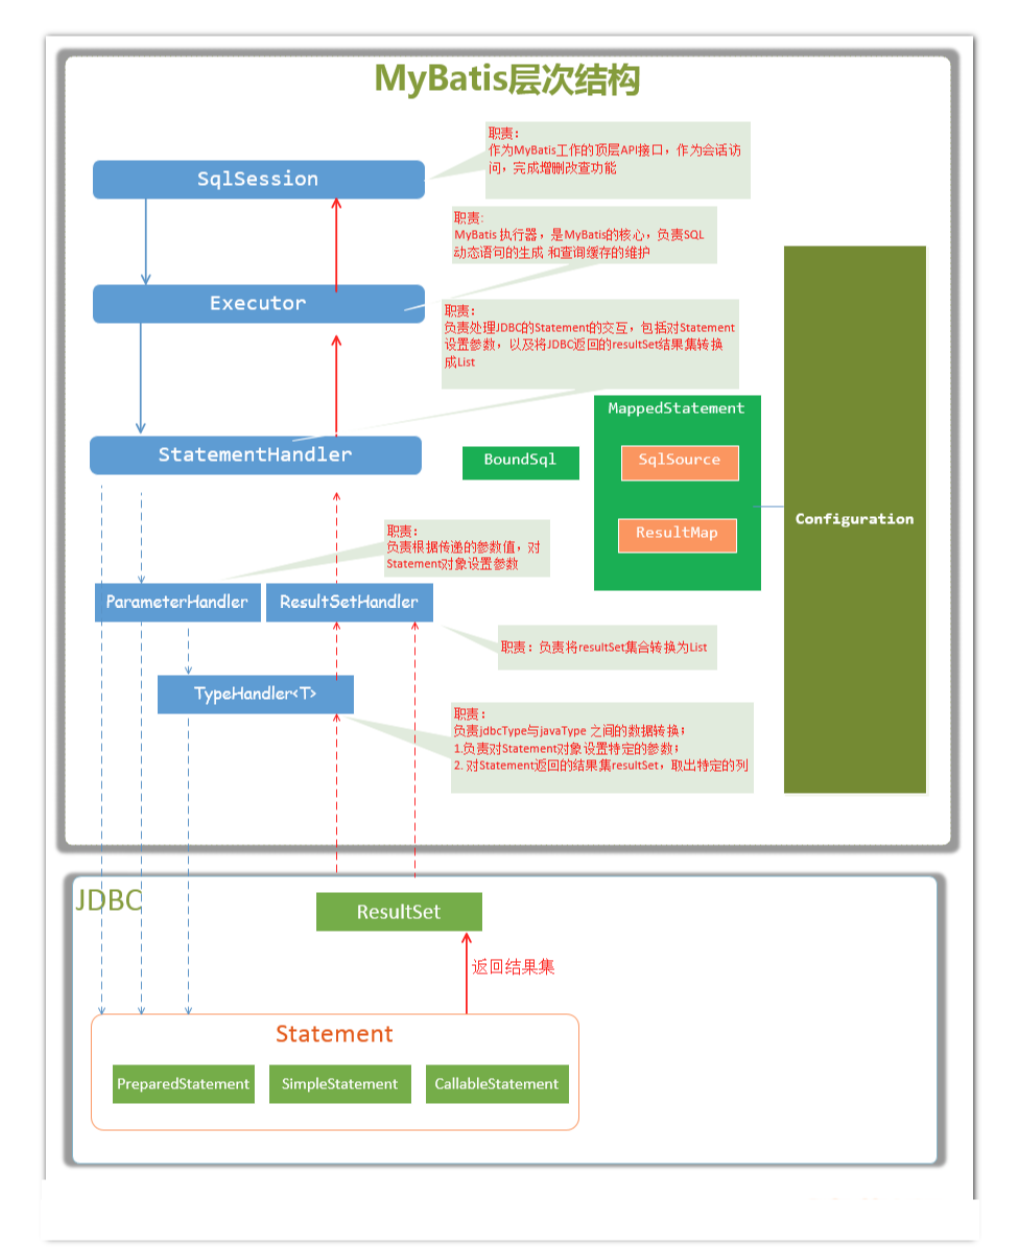 MyBatis层次结构
职责：
作为MyBatis工作的顶层API接口，作为会话访
问，完成增删改查功能
SqlSession
职责:
MyBatis 执行器，是MyBatis的核心，负责SQL
动态语句的生成 和查询缓存的维护
Executor
职责：
负责处理JDBC的Statement的交互，包括对Statement
设置参数，以及将JDBC返回的resultSet结果集转换
成List
StatementHandler
BoundSql
MappedStatement
SqlSource
ResultMap
Configuration
职责：
负责根据传递的参数值，对
Statement对象设置参数
ParameterHandler
ResultSetHandler
职责：负责将resultSet集合转换为List
TypeHandler<T>
职责：
负责jdbcType与javaType 之间的数据转换；
1.负责对Statement对象设置特定的参数；
2. 对Statement返回的结果集resultSet，取出特定的列
JDBC
ResultSet
返回结果集
Statement
PreparedStatement
SimpleStatement
CallableStatement